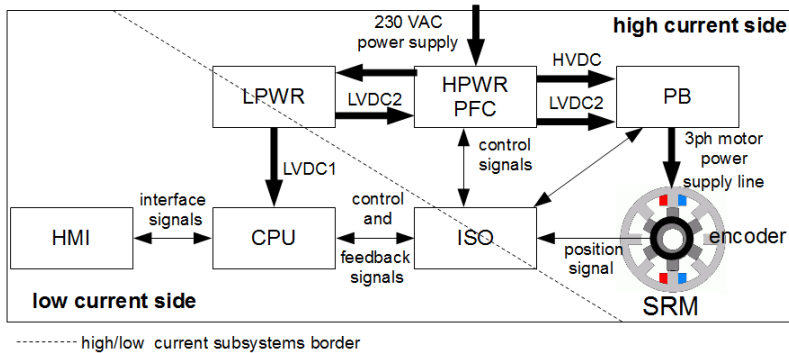 230 VAC
power supply
high current side
HVDC
LPWR
HPWR
PFC
PB
LVDC2
LVDC2
LVDC1
control
signals
3ph motor
power
supply line
interface
signals
control
and
feedback
signals
HMI
CPU
ISO
position
signal
encoder
SRM
low current side
high/low current subsystems border